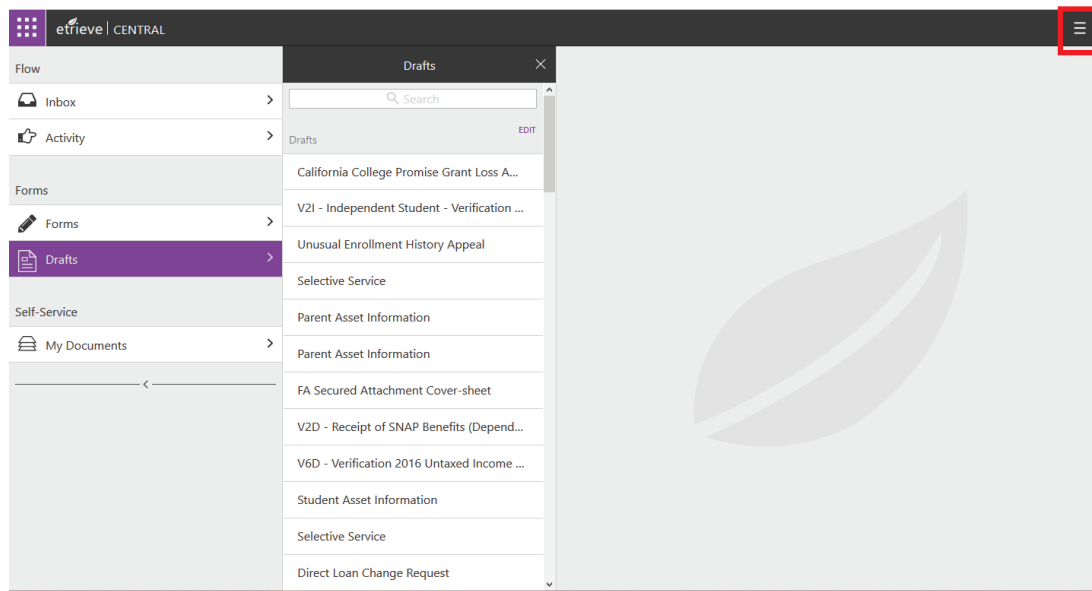 etrieve | CENTRAL
Flow
Inbox
Activity
Forms
Forms
Drafts
Self-Service
My Documents
Drafts
Search
Drafts
EDIT
California College Promise Grant Loss A...
V2I - Independent Student - Verification ...
Unusual Enrollment History Appeal
Selective Service
Parent Asset Information
Parent Asset Information
FA Secured Attachment Cover-sheet
V2D - Receipt of SNAP Benefits (Depend...
V6D - Verification 2016 Untaxed Income ...
Student Asset Information
Selective Service
Direct Loan Change Request